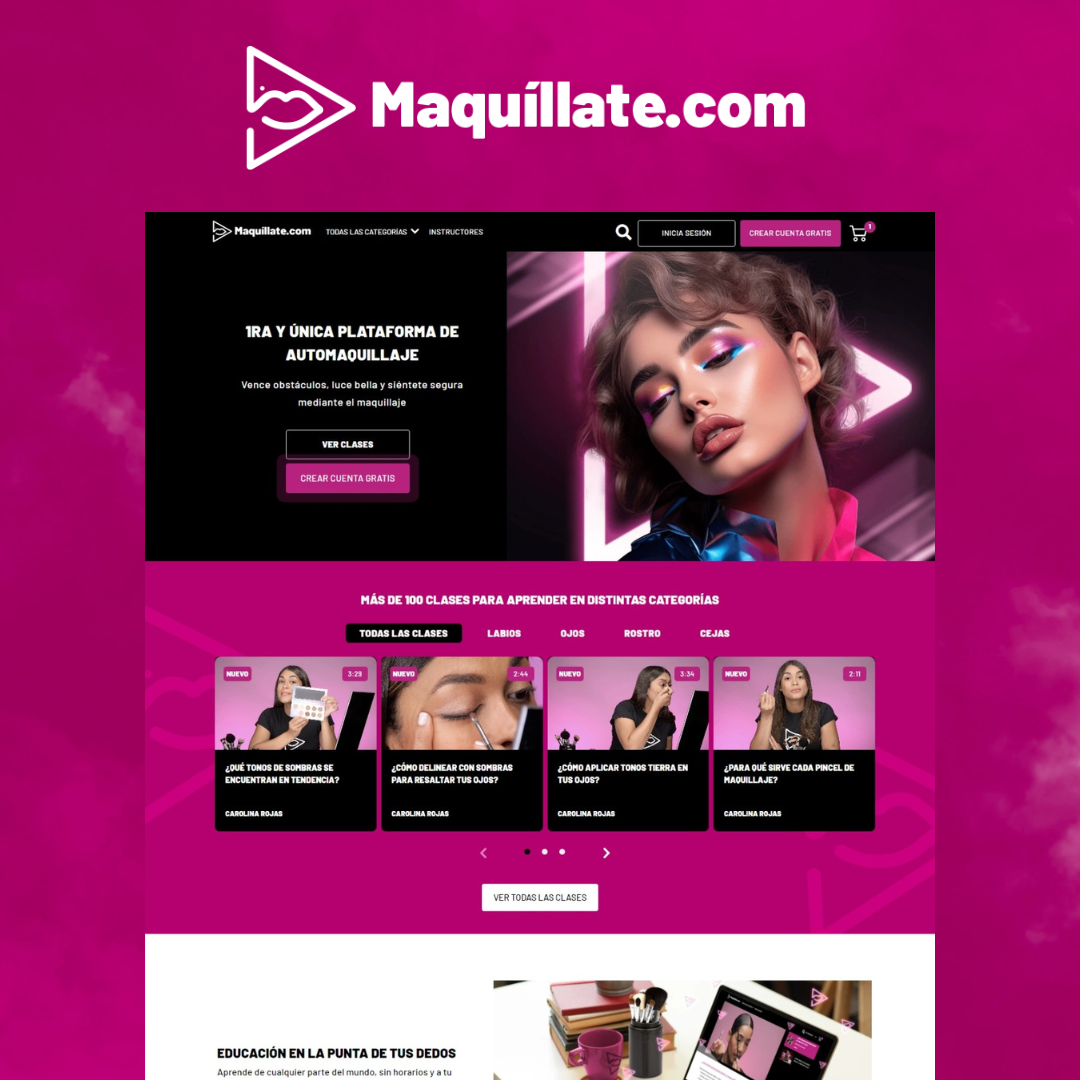 Maquíllate.com
Maquíllate.com
TODAS LAS CATEGORÍAS
INSTRUCTORES
INICIA SESIÓN
CREAR CUENTA GRATIS
1
1RA Y ÚNICA PLATAFORMA DE
AUTOMAQUILLAJE
Vence obstáculos, luce bella y siéntete segura
mediante el maquillaje
VER CLASES
CREAR CUENTA GRATIS
MÁS DE 100 CLASES PARA APRENDER EN DISTINTAS CATEGORÍAS
TODAS LAS CLASES
LABIOS
OJOS
ROSTRO
CEJAS
NUEVO
3:29
¿QUÉ TONOS DE SOMBRAS SE
ENCUENTRAN EN TENDENCIA?
CAROLINA ROJAS
NUEVO
2:44
¿CÓMO DELINEAR CON SOMBRAS
PARA RESALTAR TUS OJOS?
CAROLINA ROJAS
NUEVO
3:34
¿CÓMO APLICAR TONOS TIERRA EN
TUS OJOS?
CAROLINA ROJAS
NUEVO
2:11
¿PARA QUÉ SIRVE CADA PINCEL DE
MAQUILLAJE?
CAROLINA ROJAS
VER TODAS LAS CLASES
EDUCACIÓN EN LA PUNTA DE TUS DEDOS
Aprende de cualquier parte del mundo, sin horarios y a tu